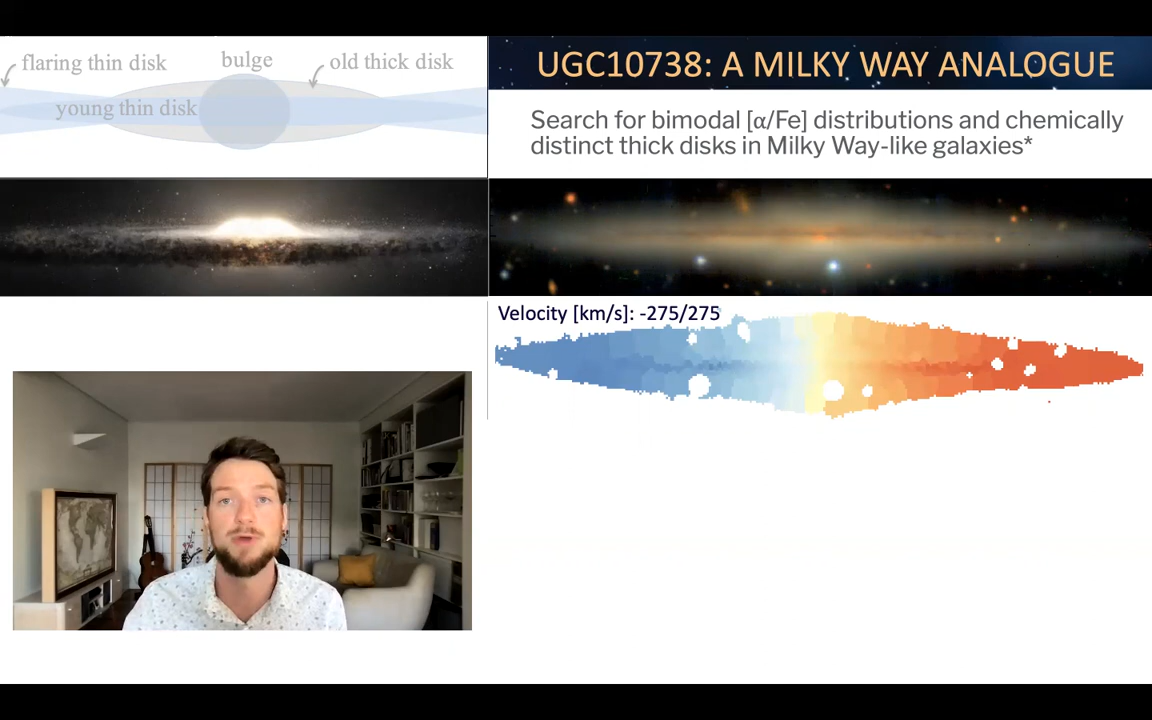 flaring thin disk
bulge
old thick disk
young thin disk
UGC10738: A MILKY WAY ANALOGUE
Search for bimodal [α/Fe] distributions and chemically
distinct thick disks in Milky Way-like galaxies*
Velocity [km/s]: -275/275